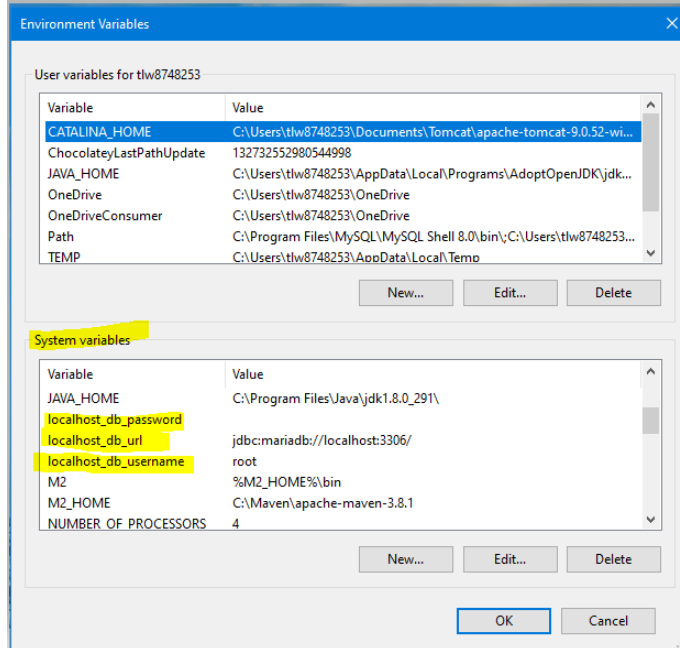 Environment Variables
User variables for tlw8748253
Variable Value
CATALINA_HOME C:\Users\tlw8748253\Documents\Tomcat\apache-tomcat-9.0.52-wi...
ChocolateyLastPathUpdate 132732552980544998
JAVA_HOME C:\Users\tlw8748253\AppData\Local\Programs\AdoptOpenJDK\jdk...
OneDrive C:\Users\tlw8748253\OneDrive
OneDriveConsumer C:\Users\tlw8748253\OneDrive
Path C:\Program Files\MySQL\MySQL Shell 8.0\bin\;C:\Users\tlw8748253...
TEMP C:\Users\tlw8748253\AppData\Local\Temp
New... Edit... Delete
System variables
Variable Value
JAVA_HOME C:\Program Files\Java\jdk1.8.0_291\
localhost_db_password
localhost_db_url jdbc:mariadb://localhost:3306/
localhost_db_username root
M2 %M2_HOME%\bin
M2_HOME C:\Maven\apache-maven-3.8.1
NUMBER OF PROCESSORS 4
New... Edit... Delete
OK Cancel